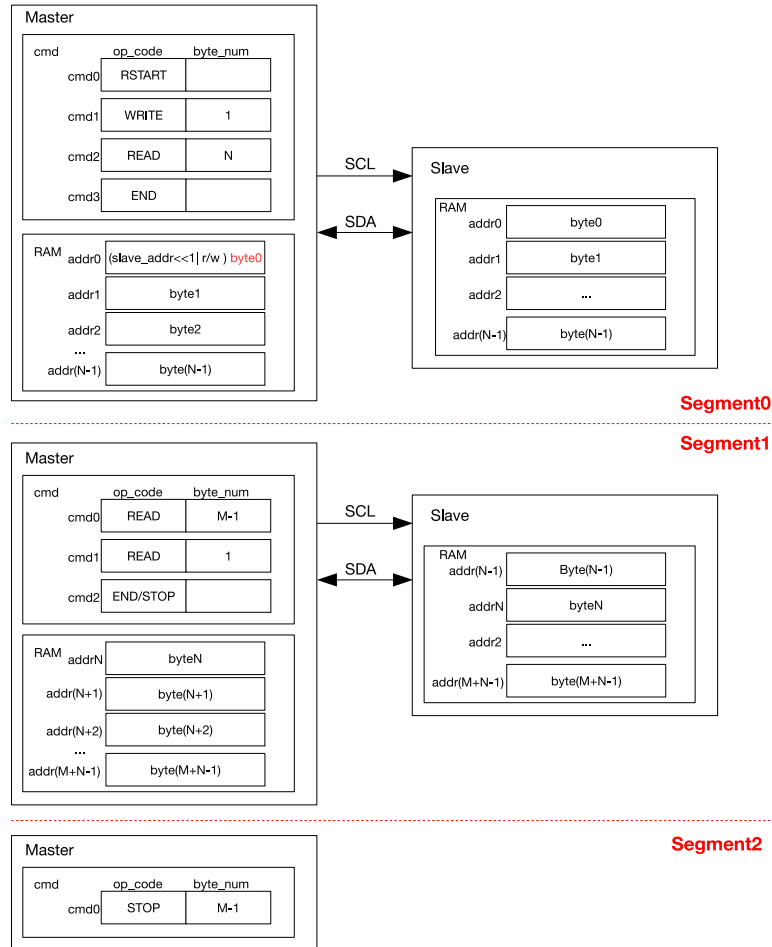 Master
cmd op_code byte_num
cmd0 RSTART
cmd1 WRITE 1
cmd2 READ N
cmd3 END
RAM
addr0 (slave_addr<<1| r/w ) byte0
addr1 byte1
addr2 byte2
...
addr(N-1) byte(N-1)
SCL
SDA
Slave
RAM
addr0 byte0
addr1 byte1
addr2 ...
addr(N-1) byte(N-1)
Segment0
Segment1
Master
cmd op_code byte_num
cmd0 READ M-1
cmd1 READ 1
cmd2 END/STOP
RAM
addrN byteN
addr(N+1) byte(N+1)
addr(N+2) byte(N+2)
...
addr(M+N-1) byte(M+N-1)
SCL
SDA
Slave
RAM
addr(N-1) Byte(N-1)
addrN byteN
addr2 ...
addr(M+N-1) byte(M+N-1)
Segment2
Master
cmd op_code byte_num
cmd0 STOP M-1